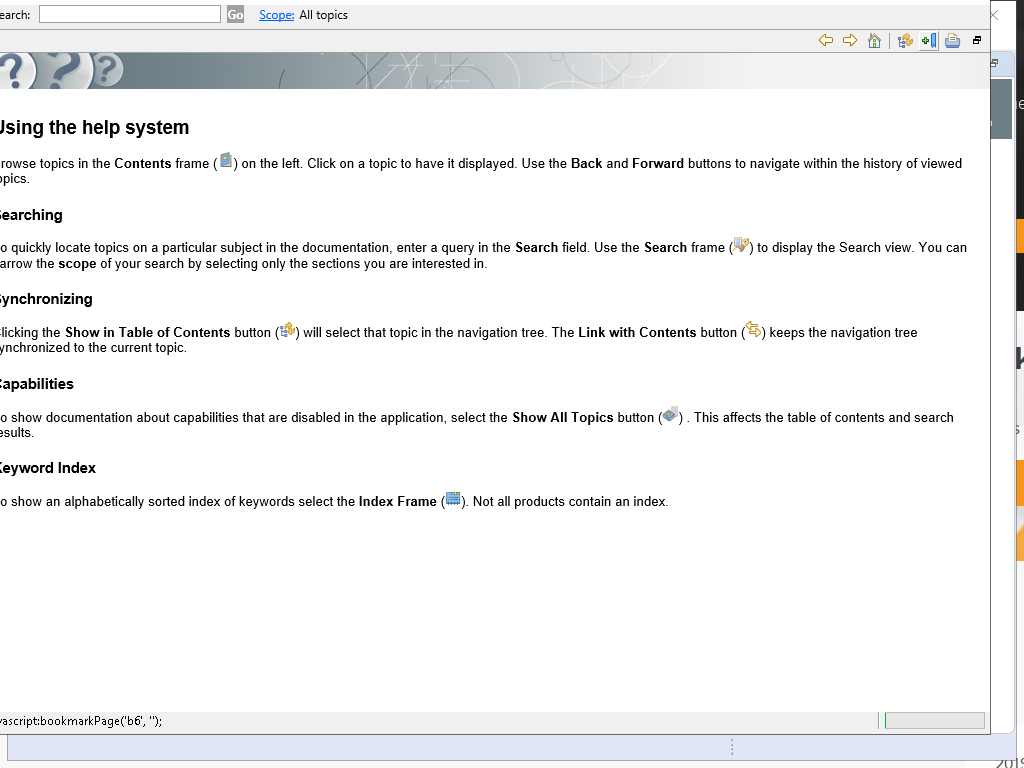 earch: Go Scope: All topics
Using the help system
rowse topics in the Contents frame ( ) on the left. Click on a topic to have it displayed. Use the Back and Forward buttons to navigate within the history of viewed
opics.
Searching
o quickly locate topics on a particular subject in the documentation, enter a query in the Search field. Use the Search frame ( ) to display the Search view. You can
arrow the scope of your search by selecting only the sections you are interested in.
Synchronizing
licking the Show in Table of Contents button ( ) will select that topic in the navigation tree. The Link with Contents button ( ) keeps the navigation tree
ynchronized to the current topic.
Capabilities
o show documentation about capabilities that are disabled in the application, select the Show All Topics button ( ) . This affects the table of contents and search
esults.
Keyword Index
o show an alphabetically sorted index of keywords select the Index Frame ( ). Not all products contain an index.
vascript:bookmarkPage('b6', '');
2019